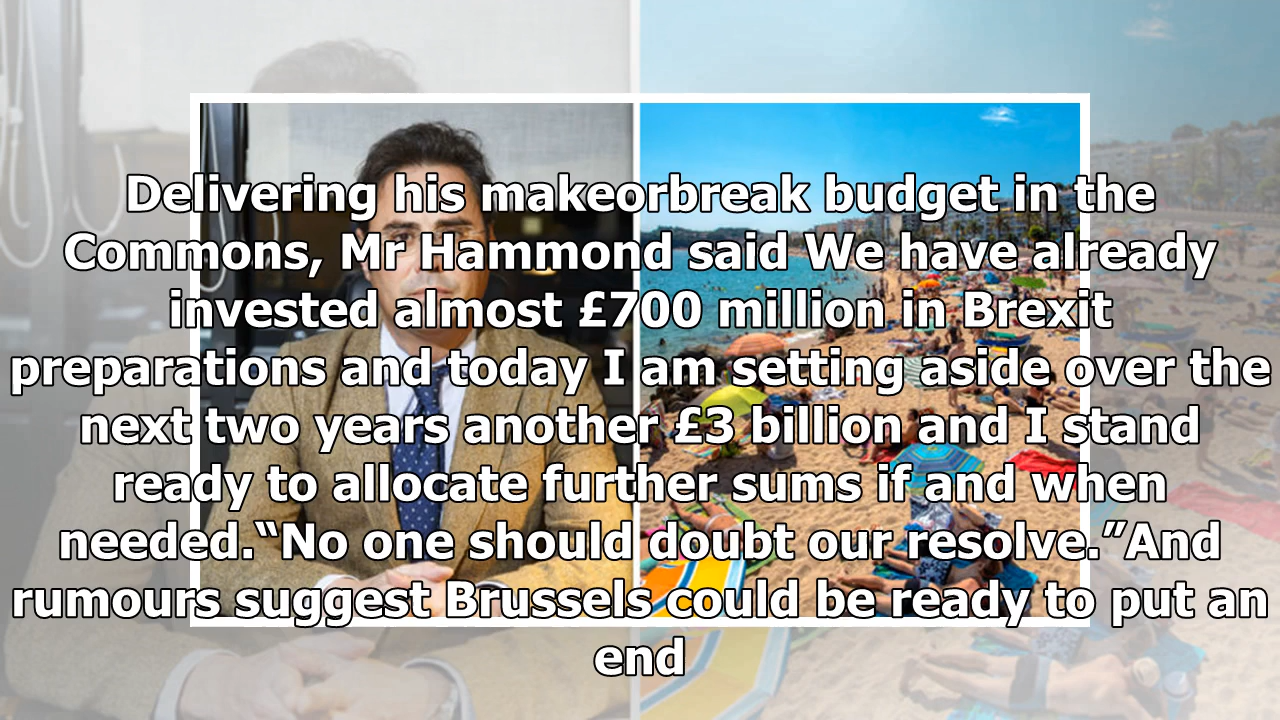 Delivering his makeorbreak budget in the
Commons, Mr Hammond said We have already
invested almost £700 million in Brexit
preparations and today I am setting aside over the
next two years another £3 billion and I stand
ready to allocate further sums if and when
needed.“No one should doubt our resolve.”And
rumours suggest Brussels could be ready to put an
end